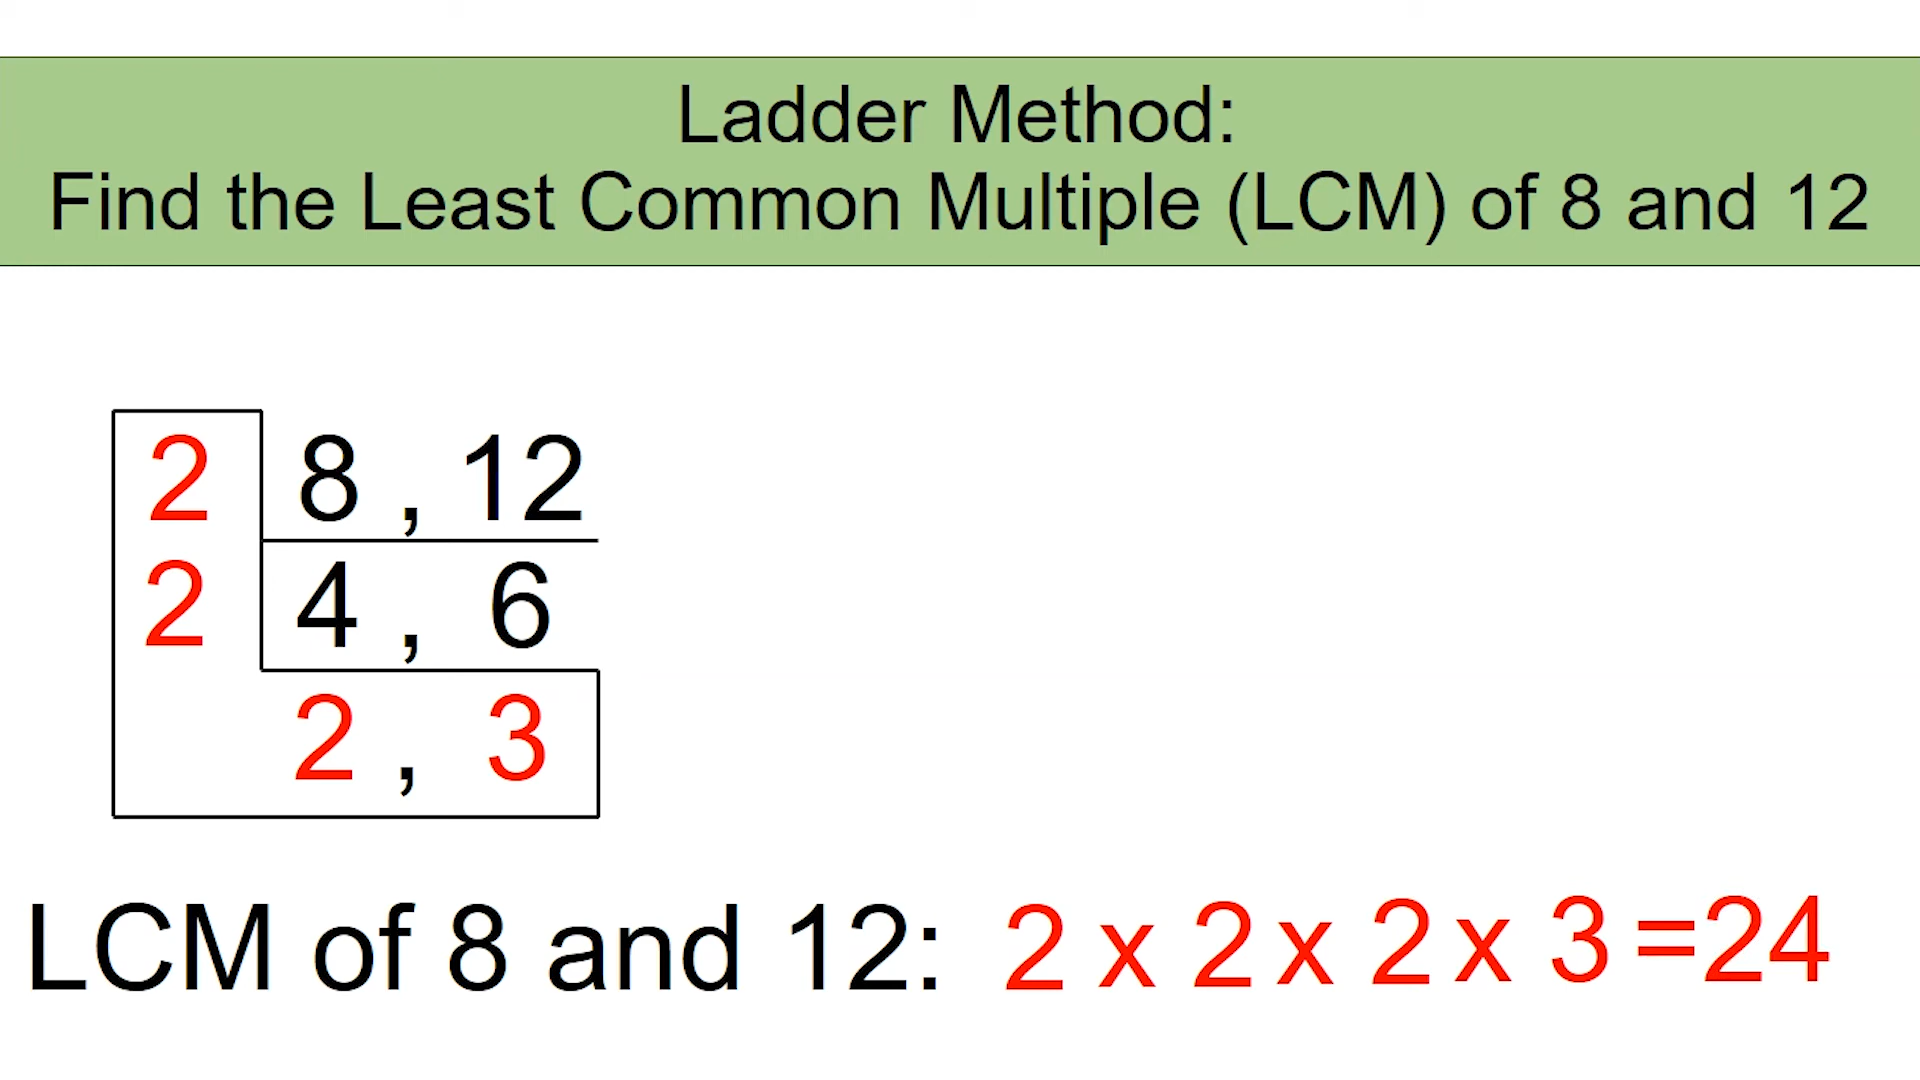 Ladder Method:
Find the Least Common Multiple (LCM) of 8 and 12
2 8 , 12
2 4 , 6
2 , 3
LCM of 8 and 12: 2 x 2 x 2 x 3 =24